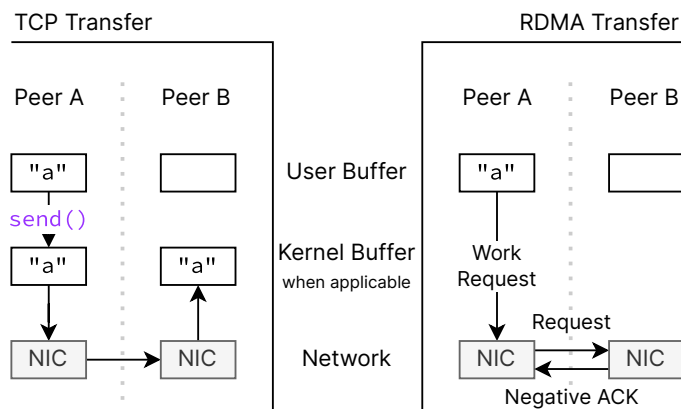 TCP Transfer
RDMA Transfer
Peer A
Peer B
Peer A
Peer B
"a"
User Buffer
"a"
send()
"a"
"a"
Kernel Buffer
when applicable
Work
Request
NIC
NIC
Network
NIC
Request
NIC
Negative ACK